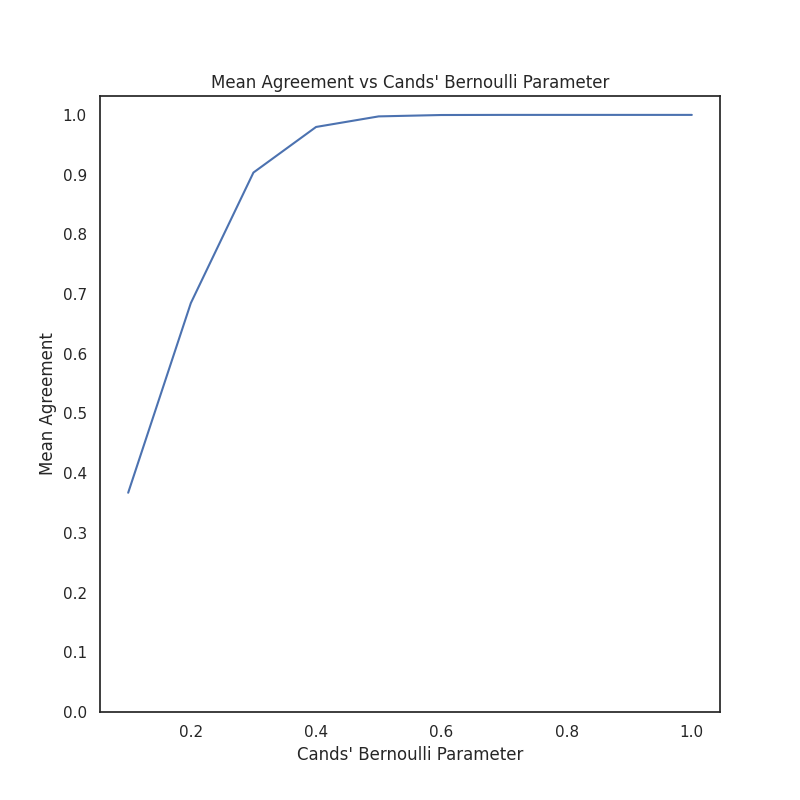 Mean Agreement vs Cands' Bernoulli Parameter
1.0
0.9
0.8
0.7
0.6
0.5
0.4
0.3
0.2
0.1
0.0
Mean Agreement
0.2 0.4 0.6 0.8 1.0
Cands' Bernoulli Parameter